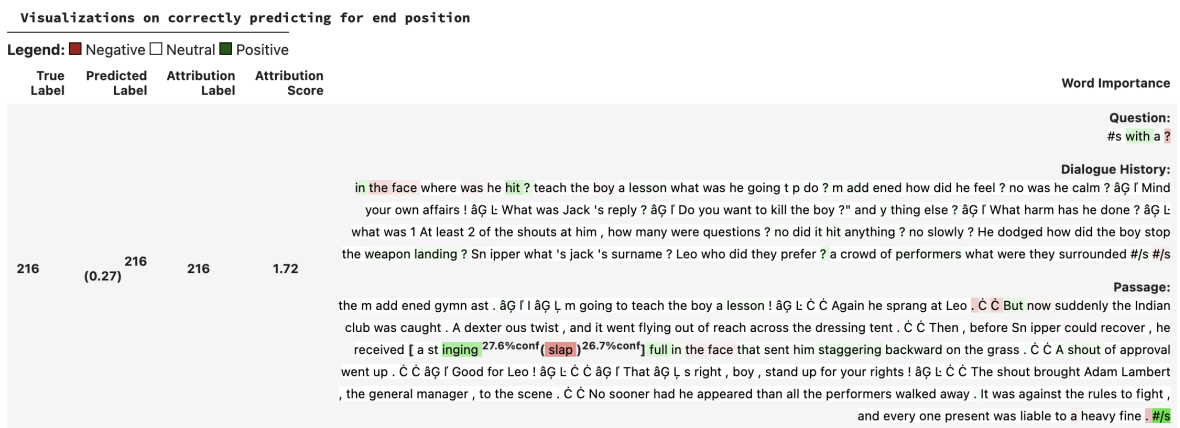 Visualizations on correctly predicting for end position
Legend: Negative Neutral Positive
True Label Predicted Label Attribution Label Attribution Score Word Importance
216 216 (0.27) 216 1.72
Question:
#s with a ?
Dialogue History:
in the face where was he hit ? teach the boy a lesson what was he going t p do ? m add ened how did he feel ? no was he calm ? âĢ ľ Mind
your own affairs ! âĢ Ŀ What was Jack 's reply ? âĢ ľ Do you want to kill the boy ?" and y thing else ? âĢ ľ What harm has he done ? âĢ Ŀ
what was 1 At least 2 of the shouts at him , how many were questions ? no did it hit anything ? no slowly ? He dodged how did the boy stop
the weapon landing ? Sn ipper what 's jack 's surname ? Leo who did they prefer ? a crowd of performers what were they surrounded #/s #/s
Passage:
the m add ened gymn ast . âĢ ľ I âĢ Ļ m going to teach the boy a lesson ! âĢ Ŀ Ċ Ċ Again he sprang at Leo . Ċ Ċ But now suddenly the Indian
club was caught . A dexter ous twist , and it went flying out of reach across the dressing tent . Ċ Ċ Then , before Sn ipper could recover , he
received [ a st inging 27.6%conf( slap )26.7%conf] full in the face that sent him staggering backward on the grass . Ċ Ċ A shout of approval
went up . Ċ Ċ âĢ ľ Good for Leo ! âĢ Ŀ Ċ Ċ âĢ ľ That âĢ Ļ s right , boy , stand up for your rights ! âĢ Ŀ Ċ Ċ The shout brought Adam Lambert
, the general manager , to the scene . Ċ Ċ No sooner had he appeared than all the performers walked away . It was against the rules to fight ,
and every one present was liable to a heavy fine . #/s